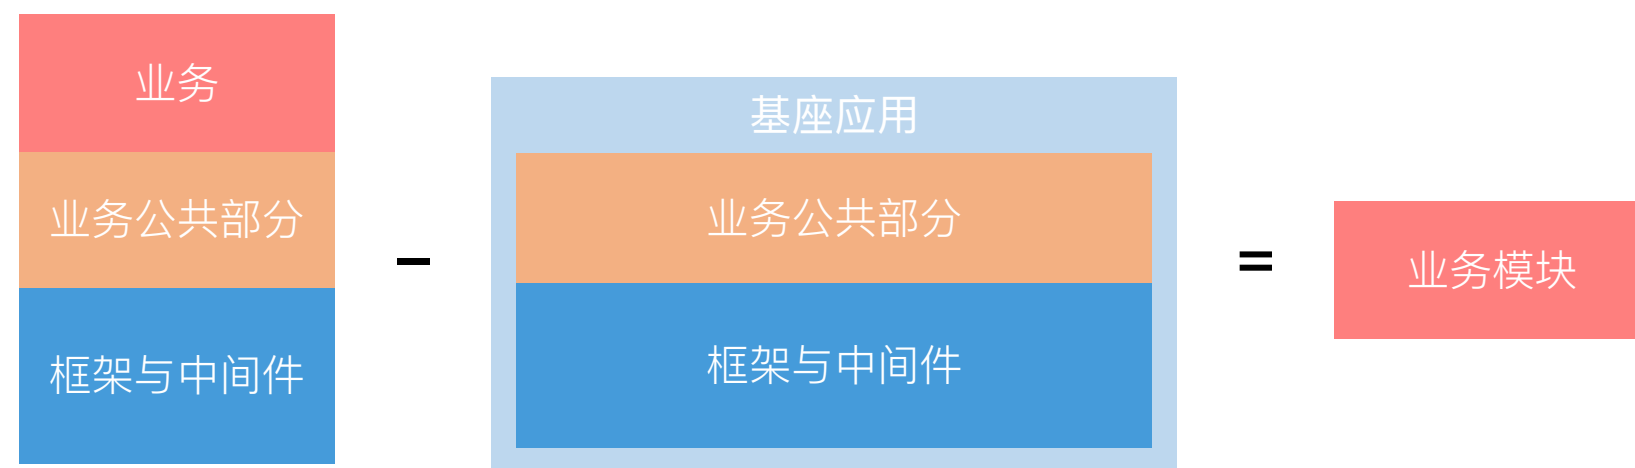 业务
业务公共部分
框架与中间件
–
基座应用
业务公共部分
框架与中间件
=
业务模块